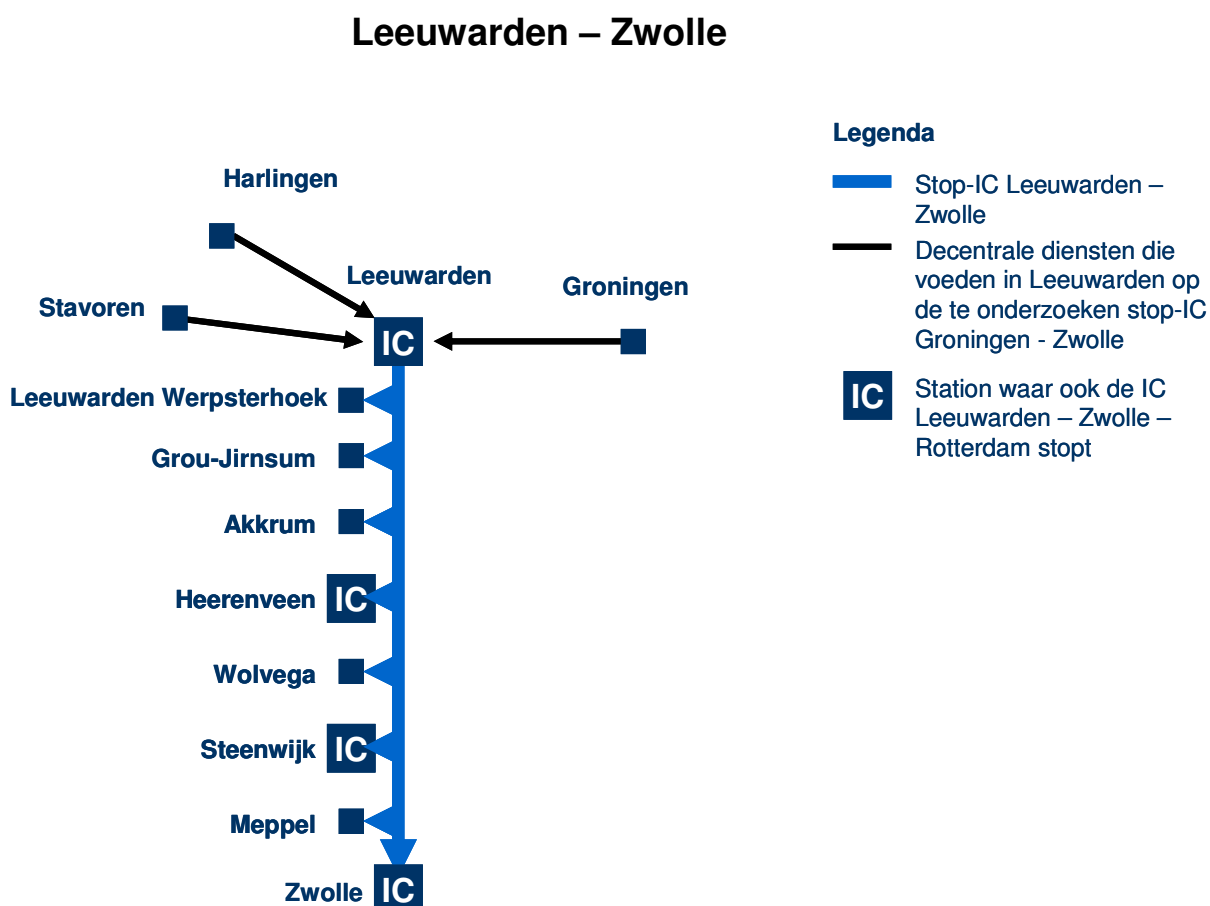 Leeuwarden – Zwolle
Legenda
Stop-IC Leeuwarden –
Zwolle
Decentrale diensten die
voeden in Leeuwarden op
de te onderzoeken stop-IC
Groningen - Zwolle
IC
Station waar ook de IC
Leeuwarden – Zwolle –
Rotterdam stopt
Harlingen
Leeuwarden
Groningen
Stavoren
IC
Leeuwarden Werpsterhoek
Grou-Jirnsum
Akkrum
Heerenveen IC
Wolvega
Steenwijk IC
Meppel
Zwolle IC